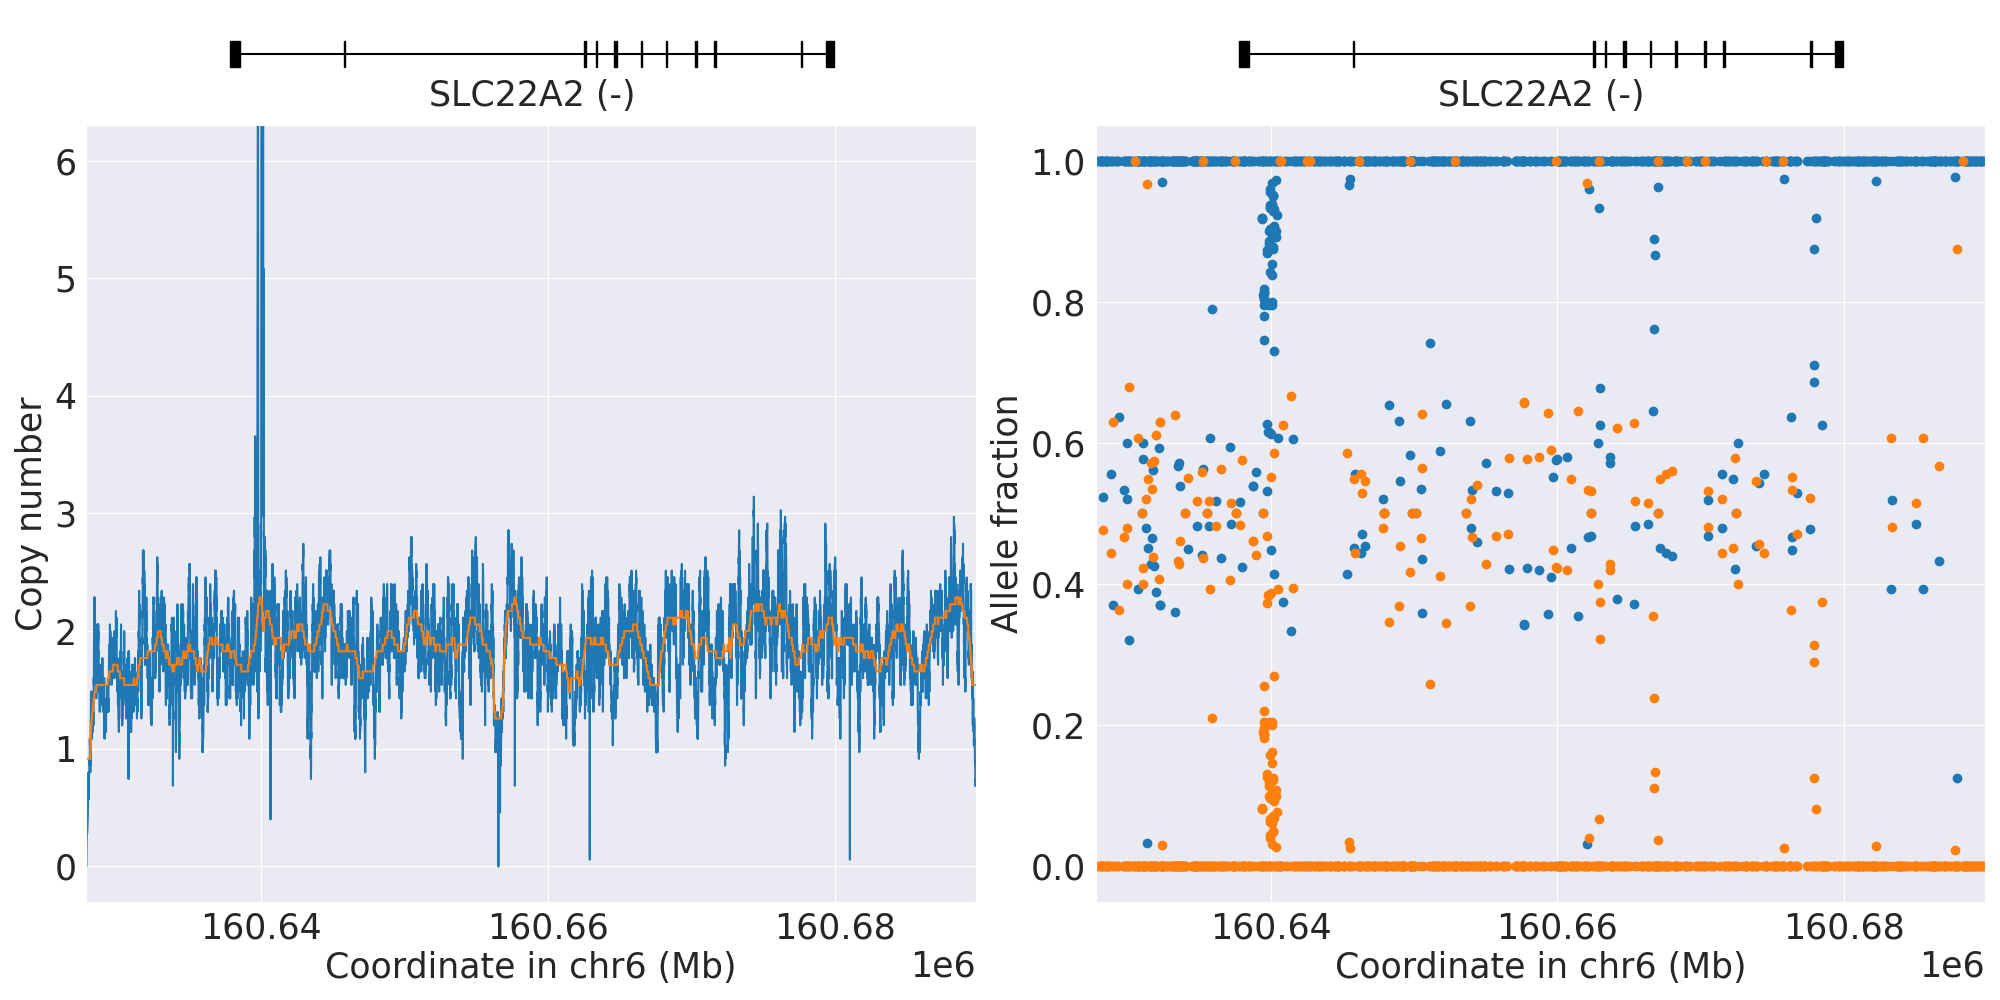 SLC22A2 (-)
SLC22A2 (-)
Copy number
6
5
4
3
2
1
0
160.64
160.66
160.68
Coordinate in chr6 (Mb)
1e6
Allele fraction
1.0
0.8
0.6
0.4
0.2
0.0
160.64
160.66
160.68
Coordinate in chr6 (Mb)
1e6